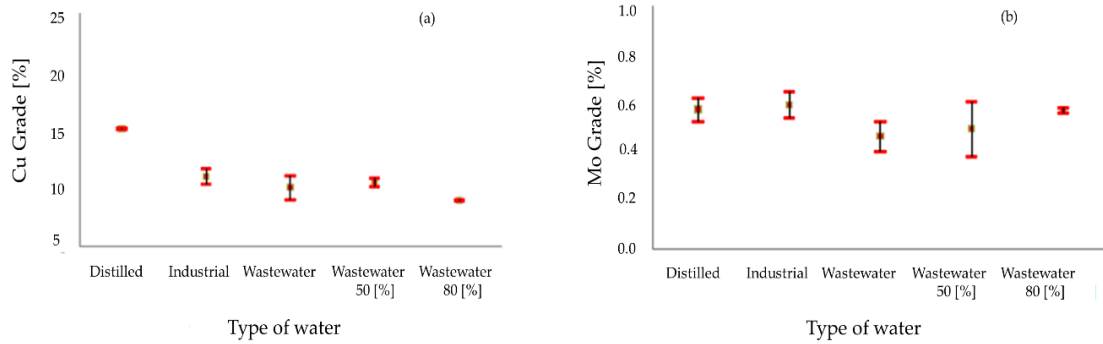 (a)
Cu Grade [%]
25
20
15
10
5
Distilled
Industrial
Wastewater
Wastewater
50 [%]
Wastewater
80 [%]
Type of water
(b)
Mo Grade [%]
1.0
0.8
0.6
0.4
0.2
0.0
Distilled
Industrial
Wastewater
Wastewater
50 [%]
Wastewater
80 [%]
Type of water